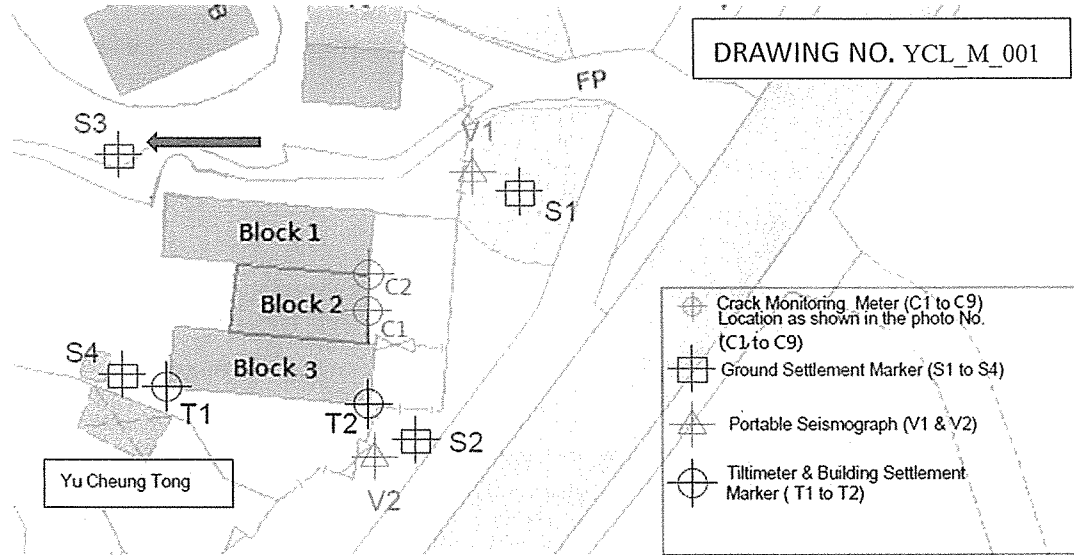 DRAWING NO. YCL_M_001
FP
S3
V1
S1
Block 1
C2
Block 2
C1
Block 3
S4
T1
T2
S2
V2
Yu Cheung Tong
Crack Monitoring Meter (C1 to C9)
Location as shown in the photo No.
(C1 to C9)
Ground Settlement Marker (S1 to S4)
Portable Seismograph (V1 & V2)
Tiltimeter & Building Settlement
Marker ( T1 to T2)